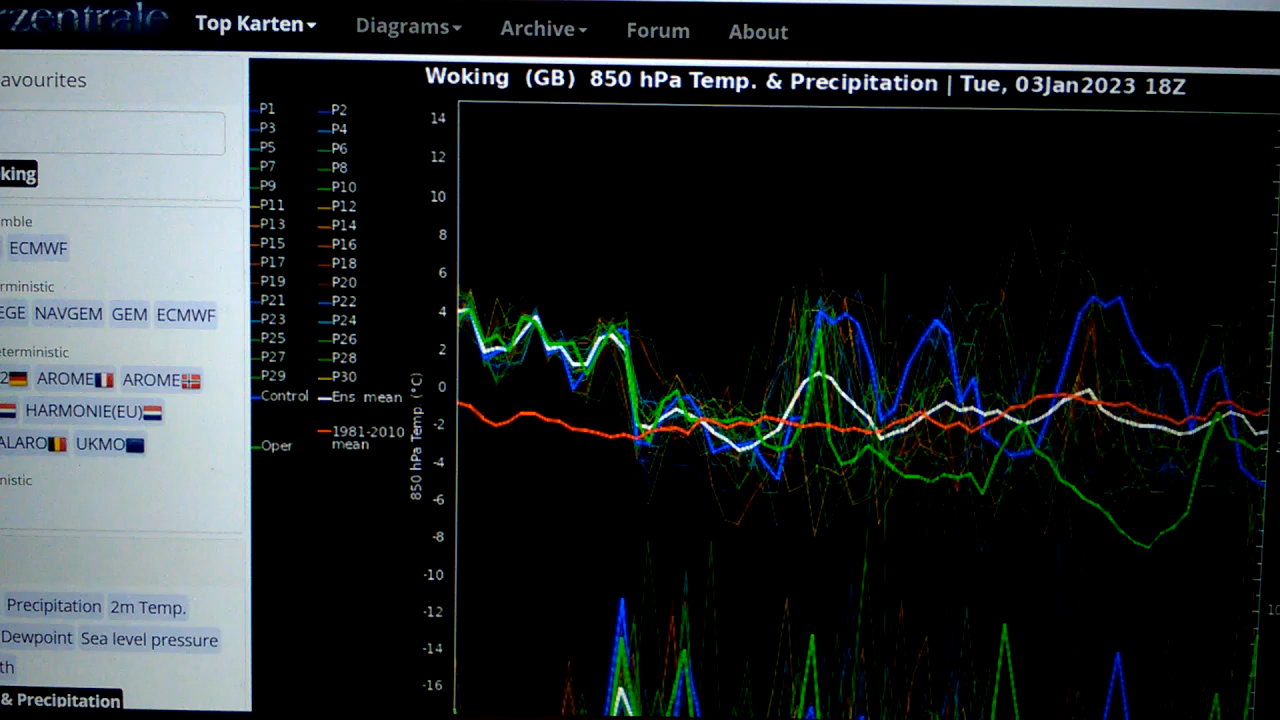 rzentrale Top Karten Diagrams Archive Forum About
avourites
king
mble
ECMWF
rministic
EGE NAVGEM GEM ECMWF
eterministic
2 AROME AROME
HARMONIE(EU)
ALARO UKMO
nistic
Precipitation 2m Temp.
Dewpoint Sea level pressure
th
& Precipitation
Woking (GB) 850 hPa Temp. & Precipitation | Tue, 03Jan2023 18Z
P1 P2
P3 P4
P5 P6
P7 P8
P9 P10
P11 P12
P13 P14
P15 P16
P17 P18
P19 P20
P21 P22
P23 P24
P25 P26
P27 P28
P29 P30
Control Ens mean
Oper 1981-2010 mean
850 hPa Temp (°C)
14
12
10
8
6
4
2
0
-2
-4
-6
-8
-10
-12
-14
-16
10